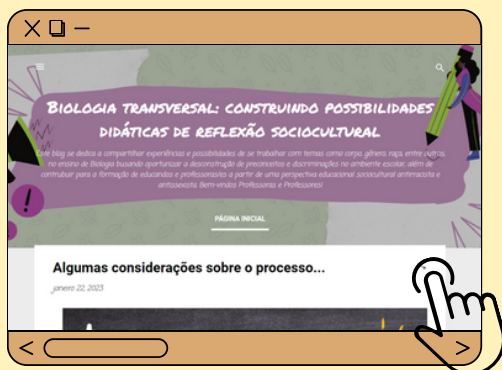 BIOLOGIA TRANSVERSAL: CONSTRUINDO POSSIBILIDADES
DIDÁTICAS DE REFLEXÃO SOCIOCULTURAL
Este blog se dedica a compartilhar experiências e possibilidades de se trabalhar com temas como corpo, gênero, raça, entre outros,
no ensino de Biologia buscando oportunizar a desconstrução de preconceitos e discriminações no ambiente escolar, além de
contribuir para a formação de educandos e professorasies a partir de uma perspectiva educacional sociocultural antirracista e
antissexista. Bem-vindos Professoras e Professores!
PÁGINA INICIAL
Algumas considerações sobre o processo...
janeiro 22, 2023